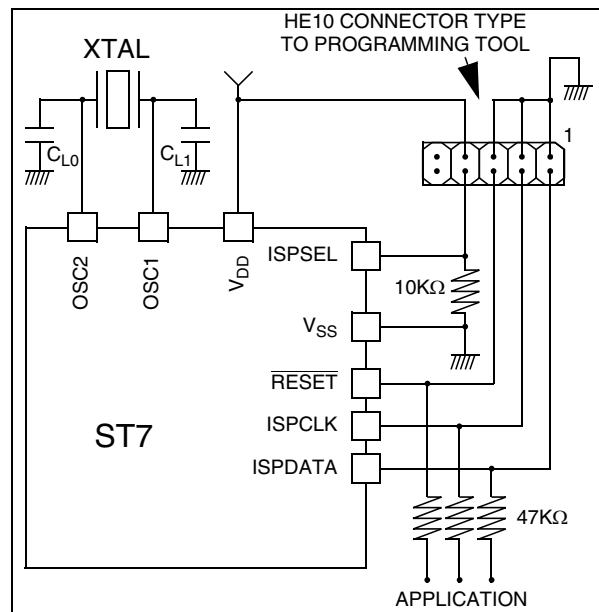 HE10 CONNECTOR TYPE
TO PROGRAMMING TOOL
XTAL
1
CL0
CL1
OSC2
OSC1
VDD
ISPSEL
10KΩ
VSS
RESET
ST7
ISPCLK
ISPDATA
47KΩ
APPLICATION